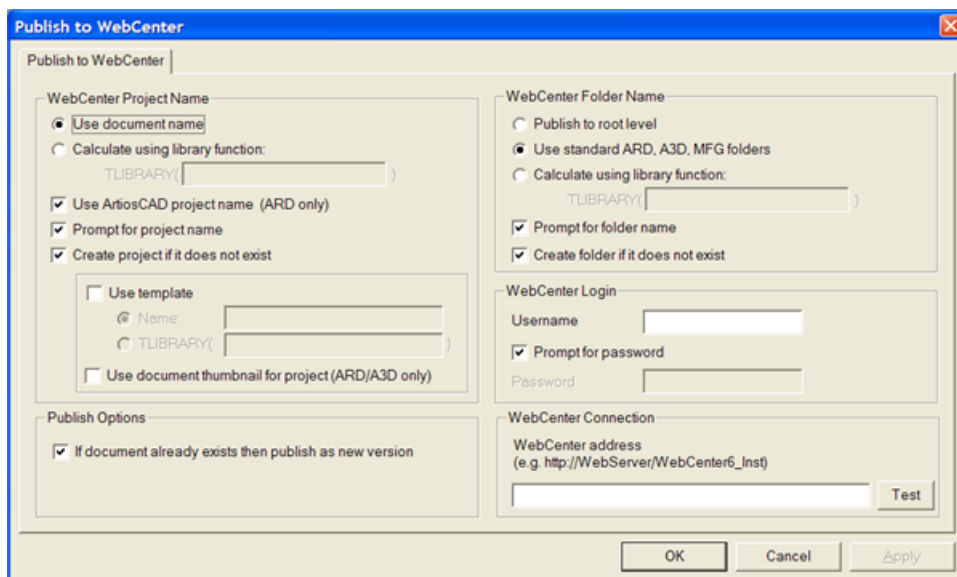 Publish to WebCenter
Publish to WebCenter
WebCenter Project Name
Use document name
Calculate using library function:
TLIBRARY( )
Use ArtiosCAD project name (ARD only)
Prompt for project name
Create project if it does not exist
Use template
Name:
TLIBRARY( )
Use document thumbnail for project (ARD/A3D only)
Publish Options
If document already exists then publish as new version
WebCenter Folder Name
Publish to root level
Use standard ARD, A3D, MFG folders
Calculate using library function:
TLIBRARY( )
Prompt for folder name
Create folder if it does not exist
WebCenter Login
Username
Prompt for password
Password
WebCenter Connection
WebCenter address
(e.g. http://WebServer/WebCenter6_Inst)
Test
OK Cancel Apply